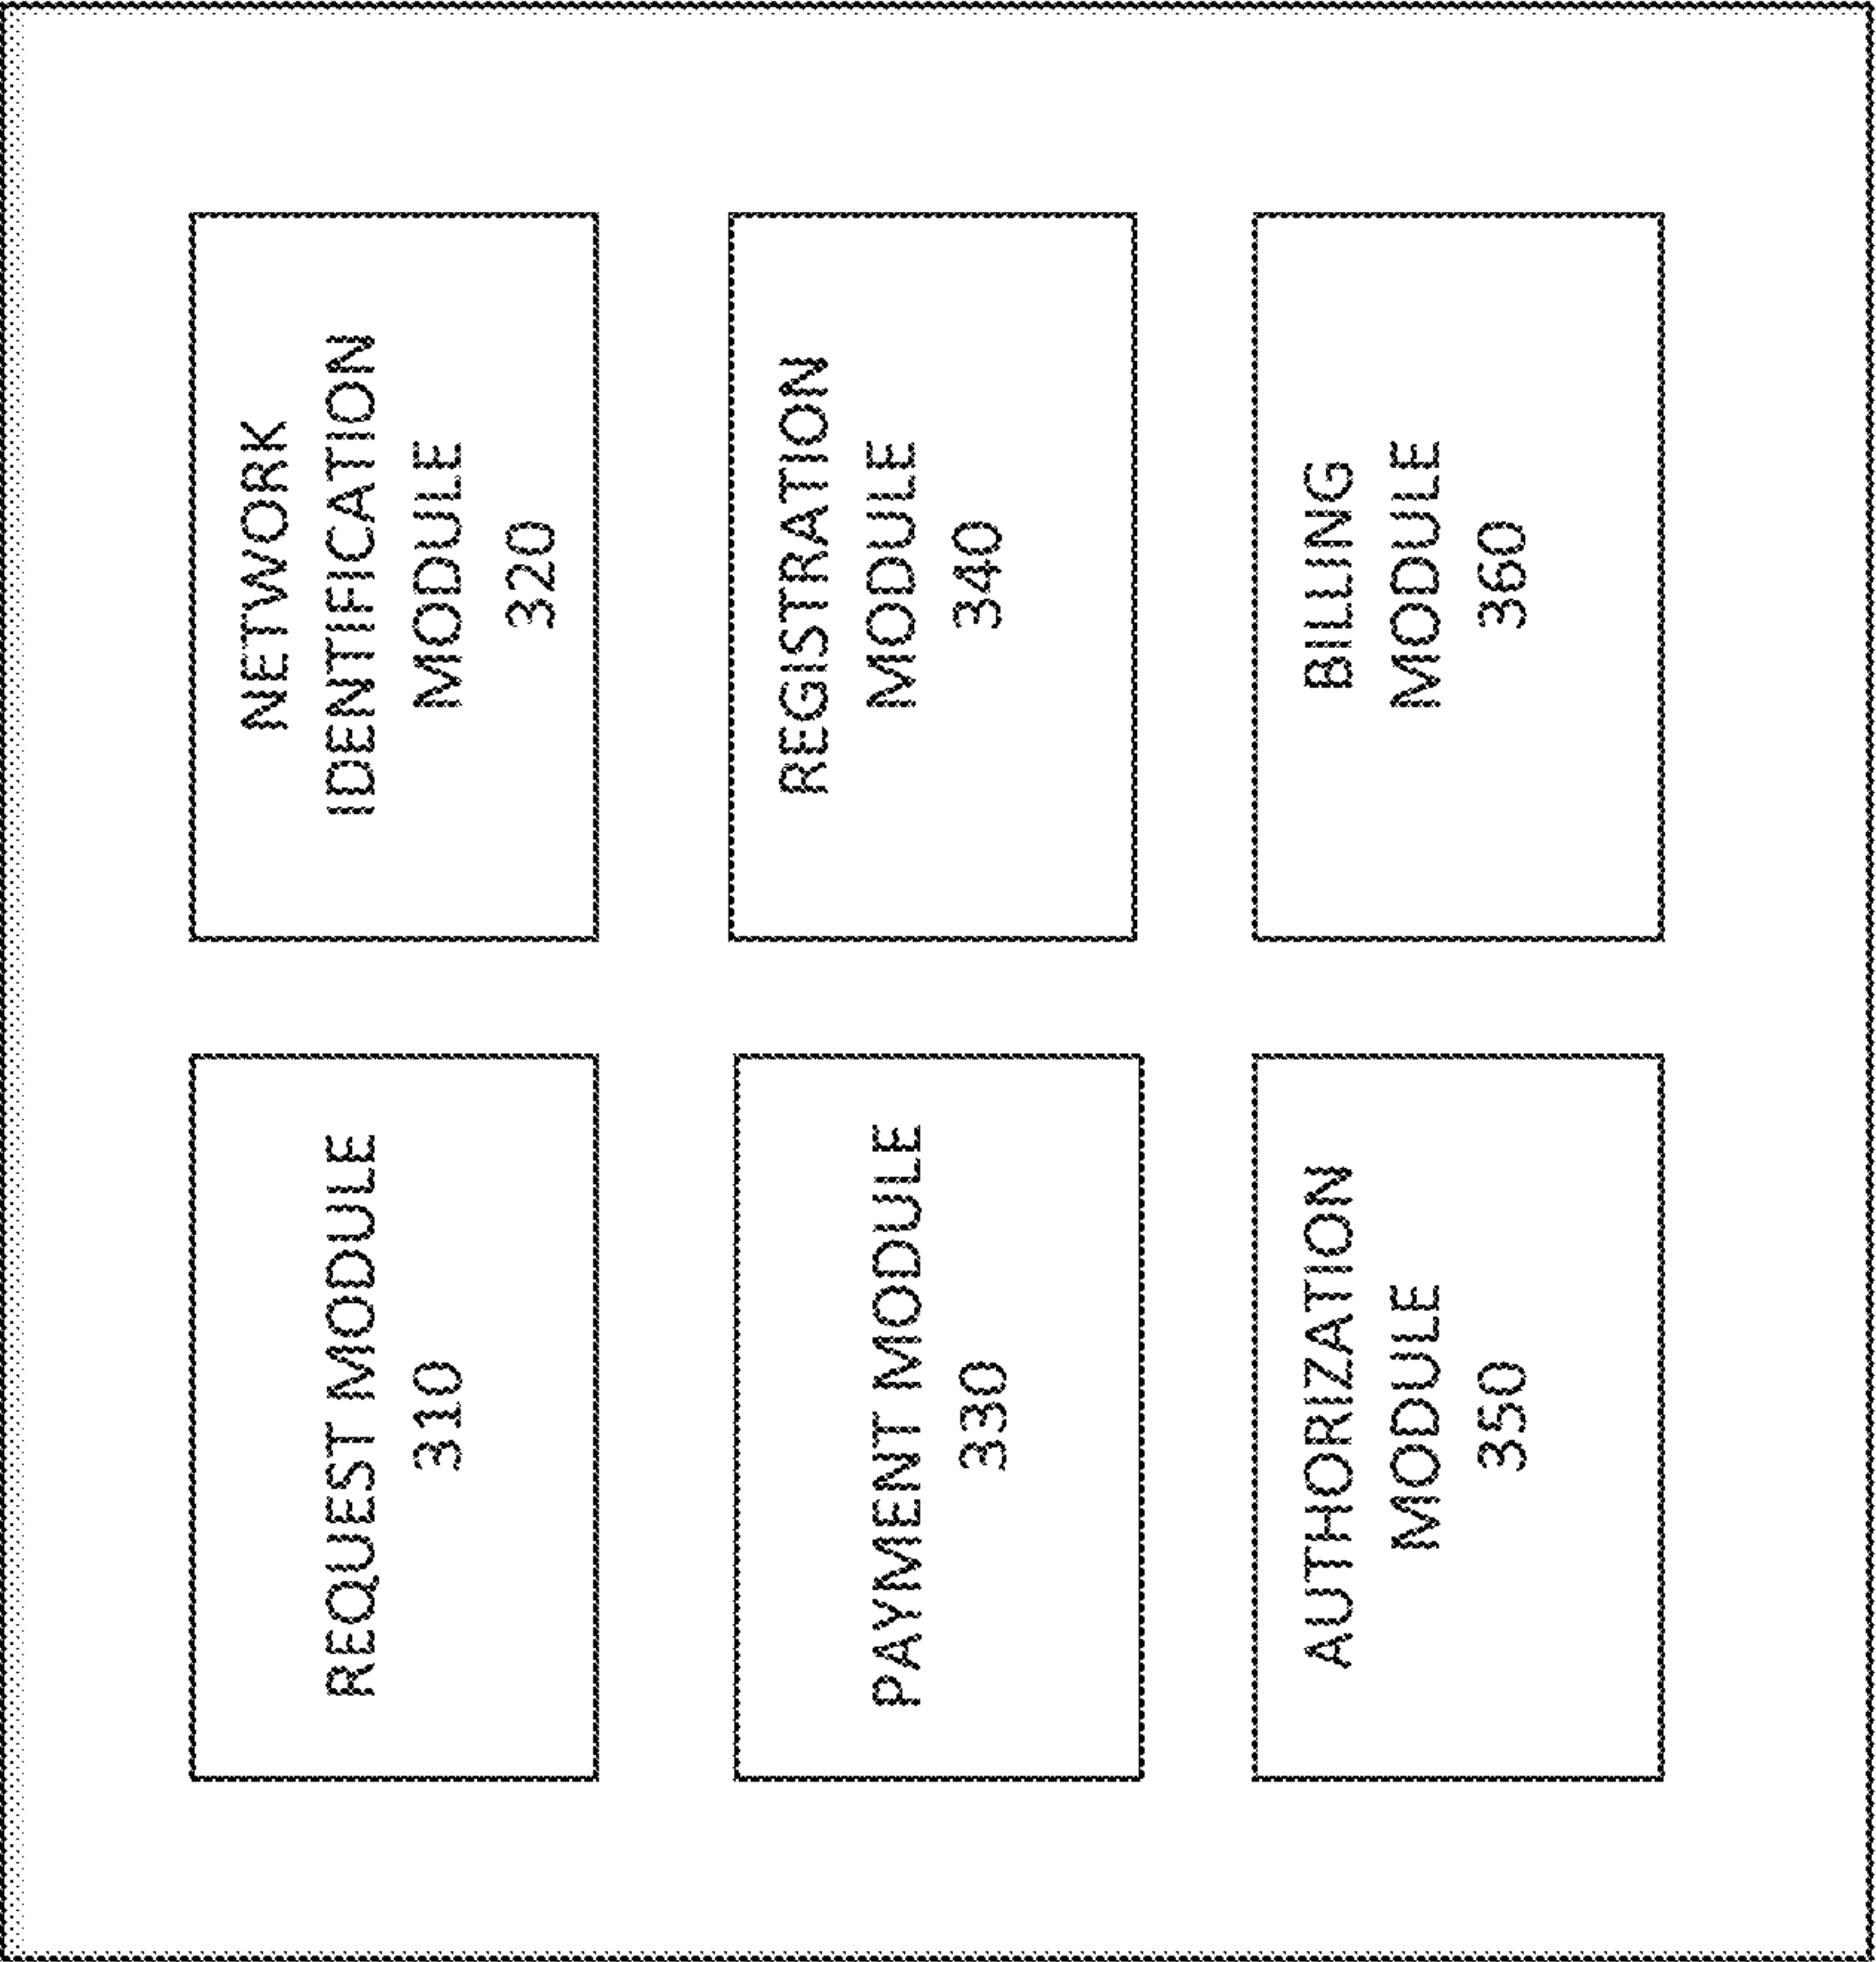 REQUEST MODULE
310
NETWORK
IDENTIFICATION
MODULE
320
PAYMENT MODULE
330
REGISTRATION
MODULE
340
AUTHORIZATION
MODULE
350
BILLING
MODULE
360